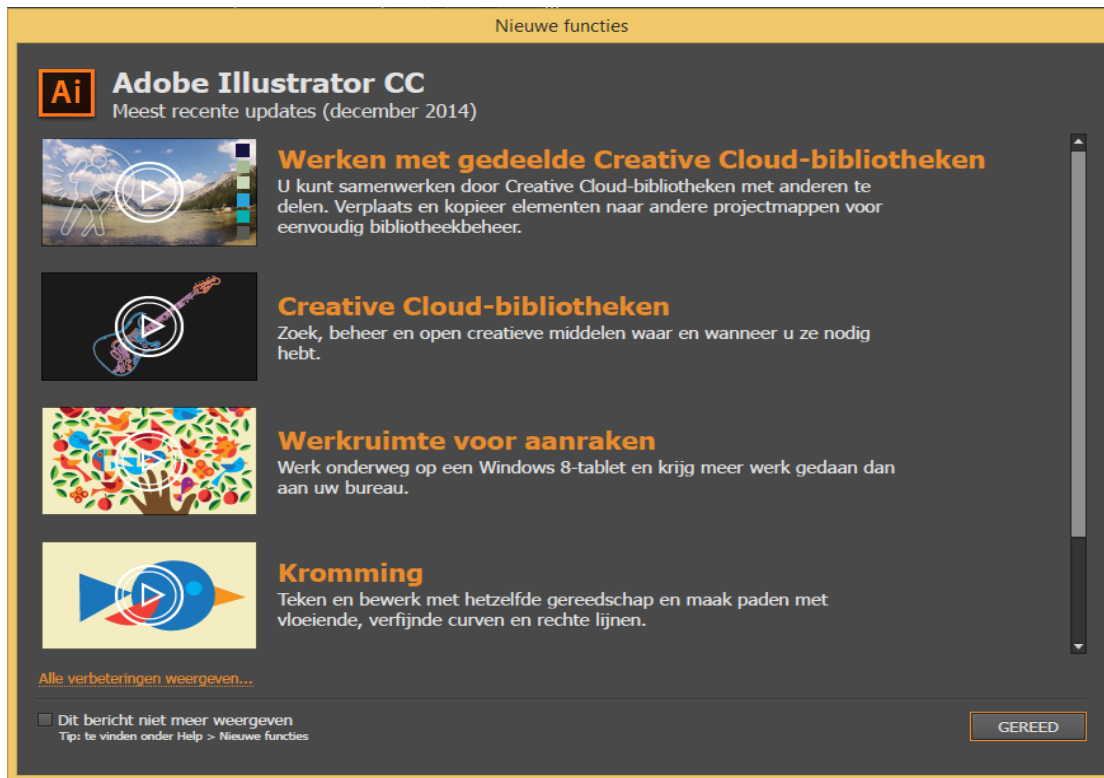 Nieuwe functies
Ai
Adobe Illustrator CC
Meest recente updates (december 2014)
Werken met gedeelde Creative Cloud-bibliotheken
U kunt samenwerken door Creative Cloud-bibliotheken met anderen te
delen. Verplaats en kopieer elementen naar andere projectmappen voor
eenvoudig bibliotheekbeheer.
Creative Cloud-bibliotheken
Zoek, beheer en open creatieve middelen waar en wanneer u ze nodig
hebt.
Werkruimte voor aanraken
Werk onderweg op een Windows 8-tablet en krijg meer werk gedaan dan
aan uw bureau.
Kromming
Teken en bewerk met hetzelfde gereedschap en maak paden met
vloeiende, verfijnde curven en rechte lijnen.
Alle verbeteringen weergeven...
Dit bericht niet meer weergeven
Tip: te vinden onder Help > Nieuwe functies
GEREED